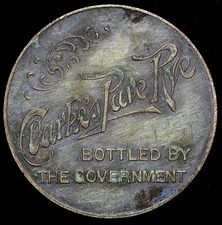 Clarke's Pure Rye
BOTTLED BY
THE GOVERNMENT